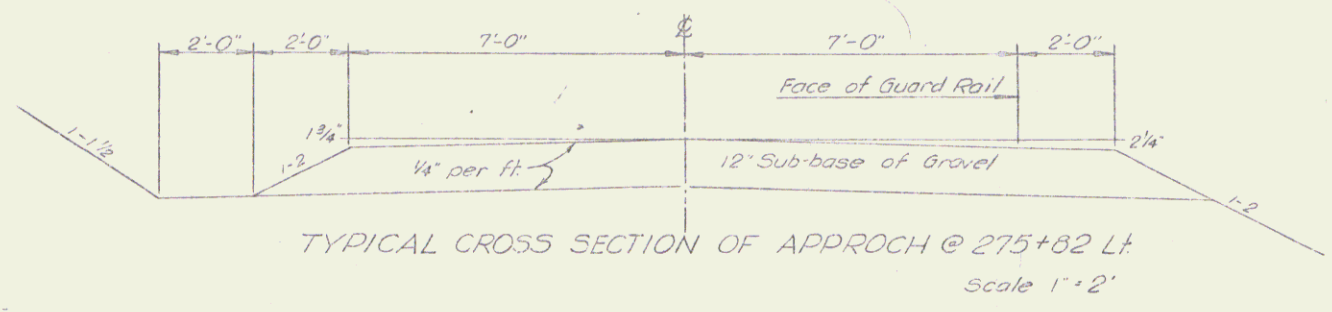 ℄
2'-0" 2'-0" 7'-0" 7'-0" 2'-0"
Face of Guard Rail
1-1½
1¾"
2¼"
1-2
¼" per ft.
12" Sub-base of Gravel
1-2
TYPICAL CROSS SECTION OF APPROCH @ 275+82 Lt.
Scale 1" = 2'